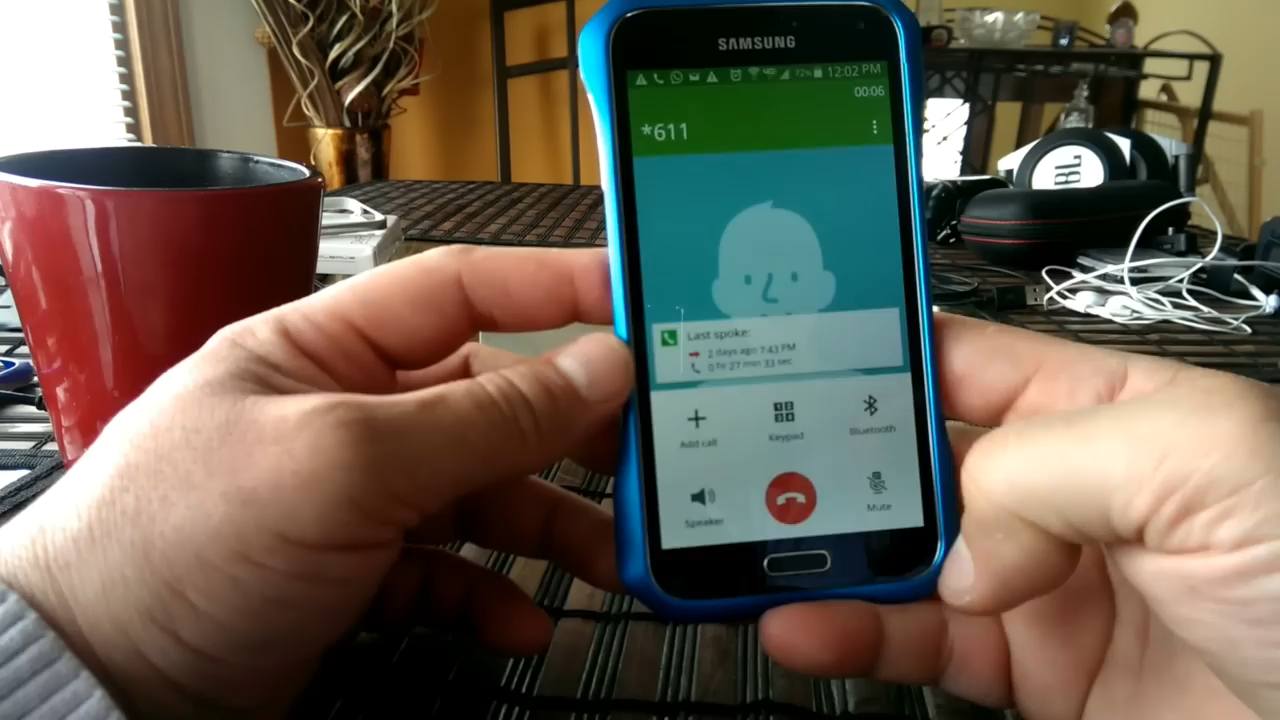 SAMSUNG
72% 12:02 PM
00:06
*611
Last spoke:
2 days ago 7:43 PM
0 hr 27 min 33 sec
Add call
Keypad
Bluetooth
Speaker
Mute
JBL